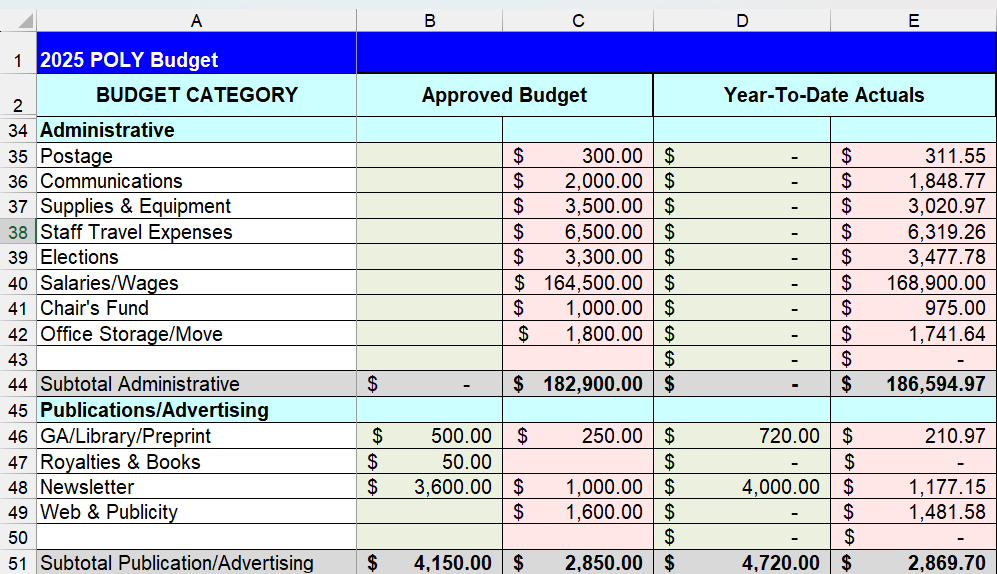 A B C D E
1 2025 POLY Budget
2 BUDGET CATEGORY Approved Budget Year-To-Date Actuals
34 Administrative
35 Postage $ 300.00 $ - $ 311.55
36 Communications $ 2,000.00 $ - $ 1,848.77
37 Supplies & Equipment $ 3,500.00 $ - $ 3,020.97
38 Staff Travel Expenses $ 6,500.00 $ - $ 6,319.26
39 Elections $ 3,300.00 $ - $ 3,477.78
40 Salaries/Wages $ 164,500.00 $ - $ 168,900.00
41 Chair's Fund $ 1,000.00 $ - $ 975.00
42 Office Storage/Move $ 1,800.00 $ - $ 1,741.64
43 $ - $ -
44 Subtotal Administrative $ - $ 182,900.00 $ - $ 186,594.97
45 Publications/Advertising
46 GA/Library/Preprint $ 500.00 $ 250.00 $ 720.00 $ 210.97
47 Royalties & Books $ 50.00 $ - $ -
48 Newsletter $ 3,600.00 $ 1,000.00 $ 4,000.00 $ 1,177.15
49 Web & Publicity $ 1,600.00 $ - $ 1,481.58
50 $ - $ -
51 Subtotal Publication/Advertising $ 4,150.00 $ 2,850.00 $ 4,720.00 $ 2,869.70